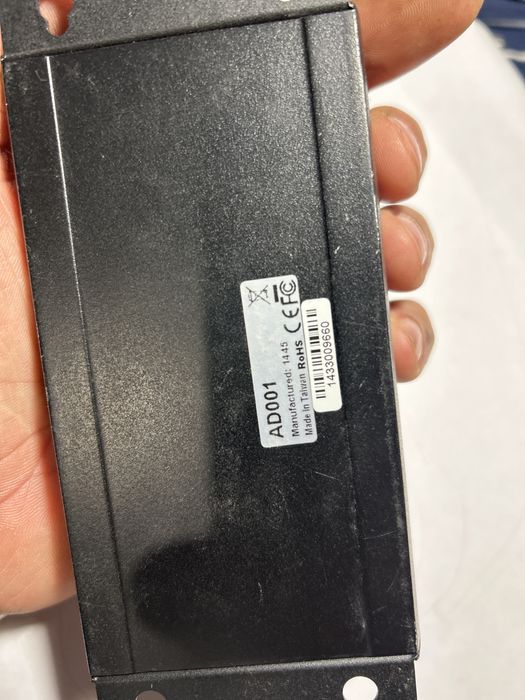 AD001
Manufactured: 1445
Made In Taiwan RoHS CE FC
1433009660